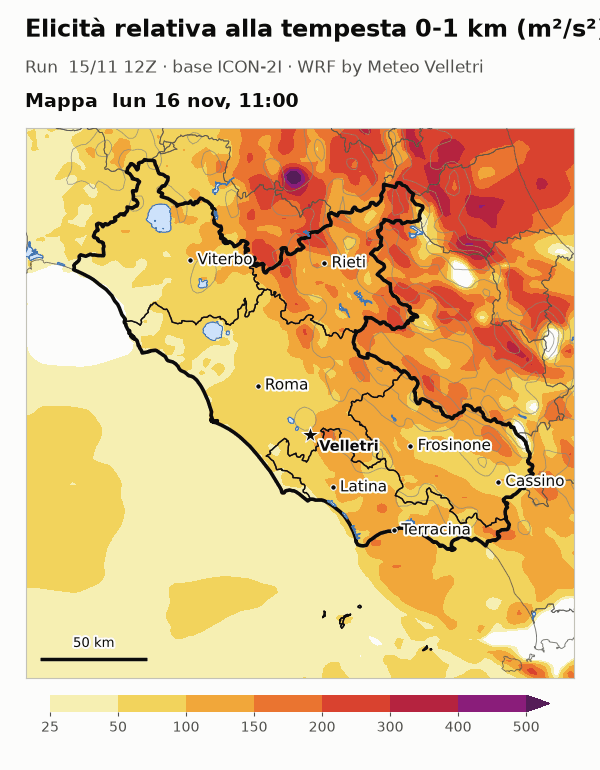 Elicità relativa alla tempesta 0-1 km (m²/s²)
Run 15/11 12Z · base ICON-2I · WRF by Meteo Velletri
Mappa lun 16 nov, 11:00
Viterbo
Rieti
Roma
Velletri
Frosinone
Cassino
Latina
Terracina
50 km
25 50 100 150 200 300 400 500